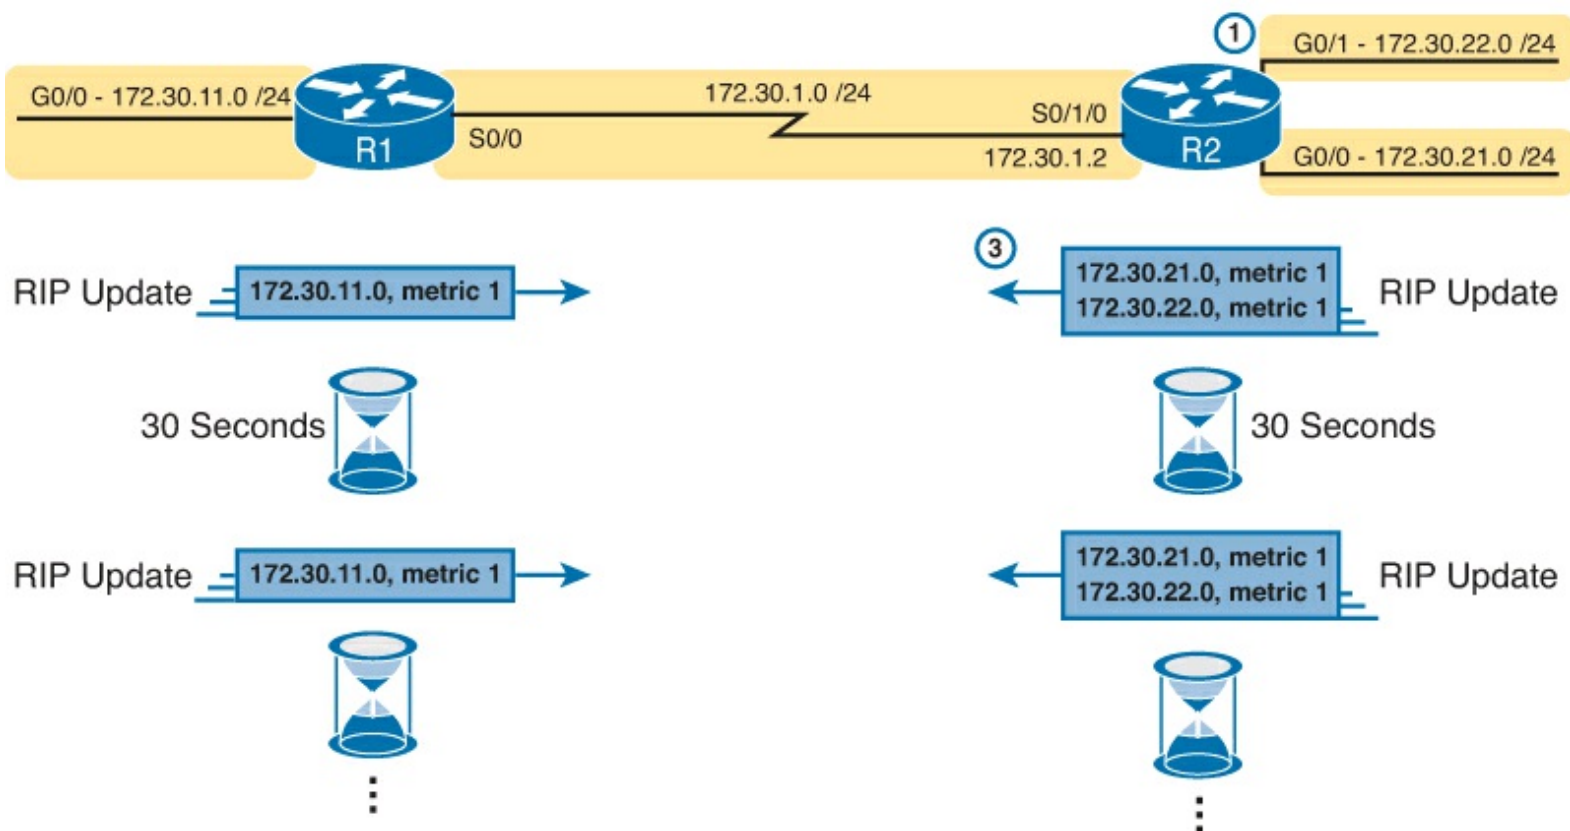 1
G0/1 - 172.30.22.0 /24
G0/0 - 172.30.11.0 /24
172.30.1.0 /24
S0/1/0
S0/0
R1
R2
172.30.1.2
G0/0 - 172.30.21.0 /24
3
RIP Update
172.30.11.0, metric 1
172.30.21.0, metric 1
172.30.22.0, metric 1
RIP Update
30 Seconds
30 Seconds
RIP Update
172.30.11.0, metric 1
172.30.21.0, metric 1
172.30.22.0, metric 1
RIP Update